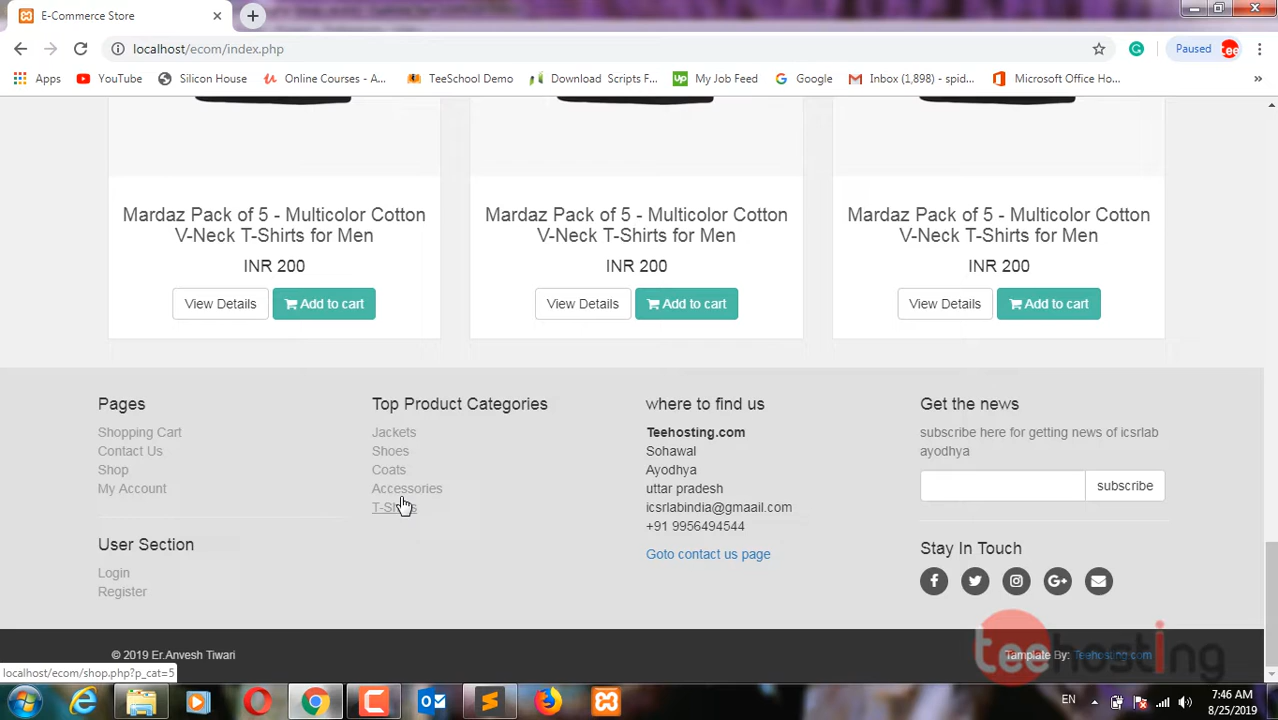 E-Commerce Store
localhost/ecom/index.php
Paused
Apps
YouTube
Silicon House
Online Courses - A...
TeeSchool Demo
Download Scripts F...
Up
My Job Feed
Google
Inbox (1,898) - spid...
Microsoft Office Ho...
Mardaz Pack of 5 - Multicolor Cotton
V-Neck T-Shirts for Men
INR 200
View Details
Add to cart
Mardaz Pack of 5 - Multicolor Cotton
V-Neck T-Shirts for Men
INR 200
View Details
Add to cart
Mardaz Pack of 5 - Multicolor Cotton
V-Neck T-Shirts for Men
INR 200
View Details
Add to cart
Pages
Shopping Cart
Contact Us
Shop
My Account
User Section
Login
Register
Top Product Categories
Jackets
Shoes
Coats
Accessories
where to find us
Teehosting.com
Sohawal
Ayodhya
uttar pradesh
icsrlabindia@gmaail.com
+91 9956494544
Goto contact us page
Get the news
subscribe here for getting news of icsrlab
ayodhya
subscribe
Stay In Touch
© 2019 Er.Anvesh Tiwari
Tamplate By: Teehosting.com
teehosting
localhost/ecom/shop.php?p_cat=5
EN
7:46 AM
8/25/2019